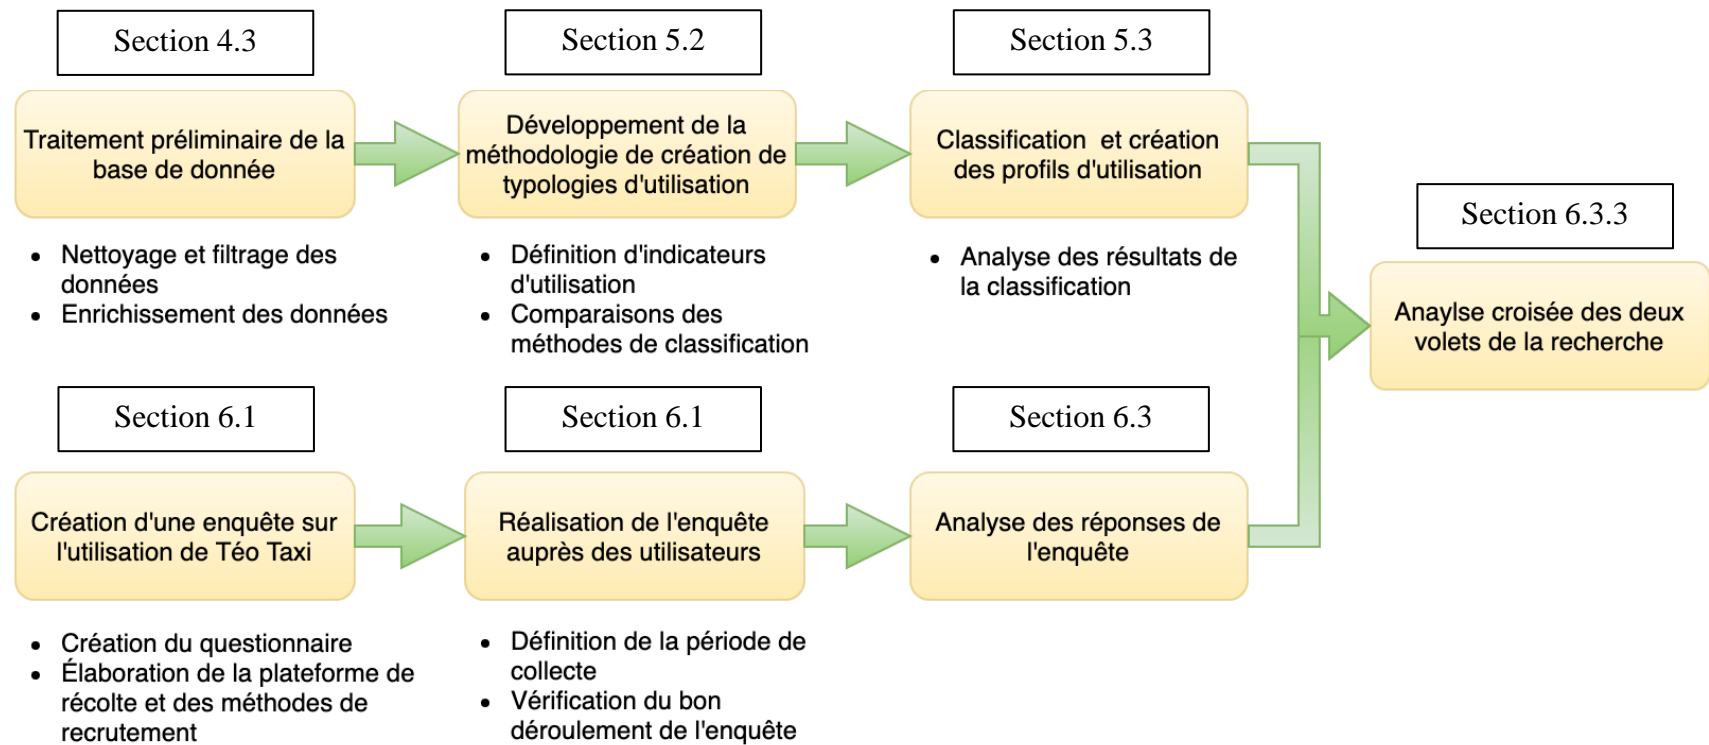 Section 4.3
Traitement préliminaire de la
base de donnée
• Nettoyage et filtrage des
données
• Enrichissement des données
Section 5.2
Développement de la
méthodologie de création de
typologies d'utilisation
• Définition d'indicateurs
d'utilisation
• Comparaisons des
méthodes de classification
Section 5.3
Classification et création
des profils d'utilisation
• Analyse des résultats de
la classification
Section 6.3.3
Anaylse croisée des deux
volets de la recherche
Section 6.1
Création d'une enquête sur
l'utilisation de Téo Taxi
• Création du questionnaire
• Élaboration de la plateforme de
récolte et des méthodes de
recrutement
Section 6.1
Réalisation de l'enquête
auprès des utilisateurs
• Définition de la période de
collecte
• Vérification du bon
déroulement de l'enquête
Section 6.3
Analyse des réponses de
l'enquête